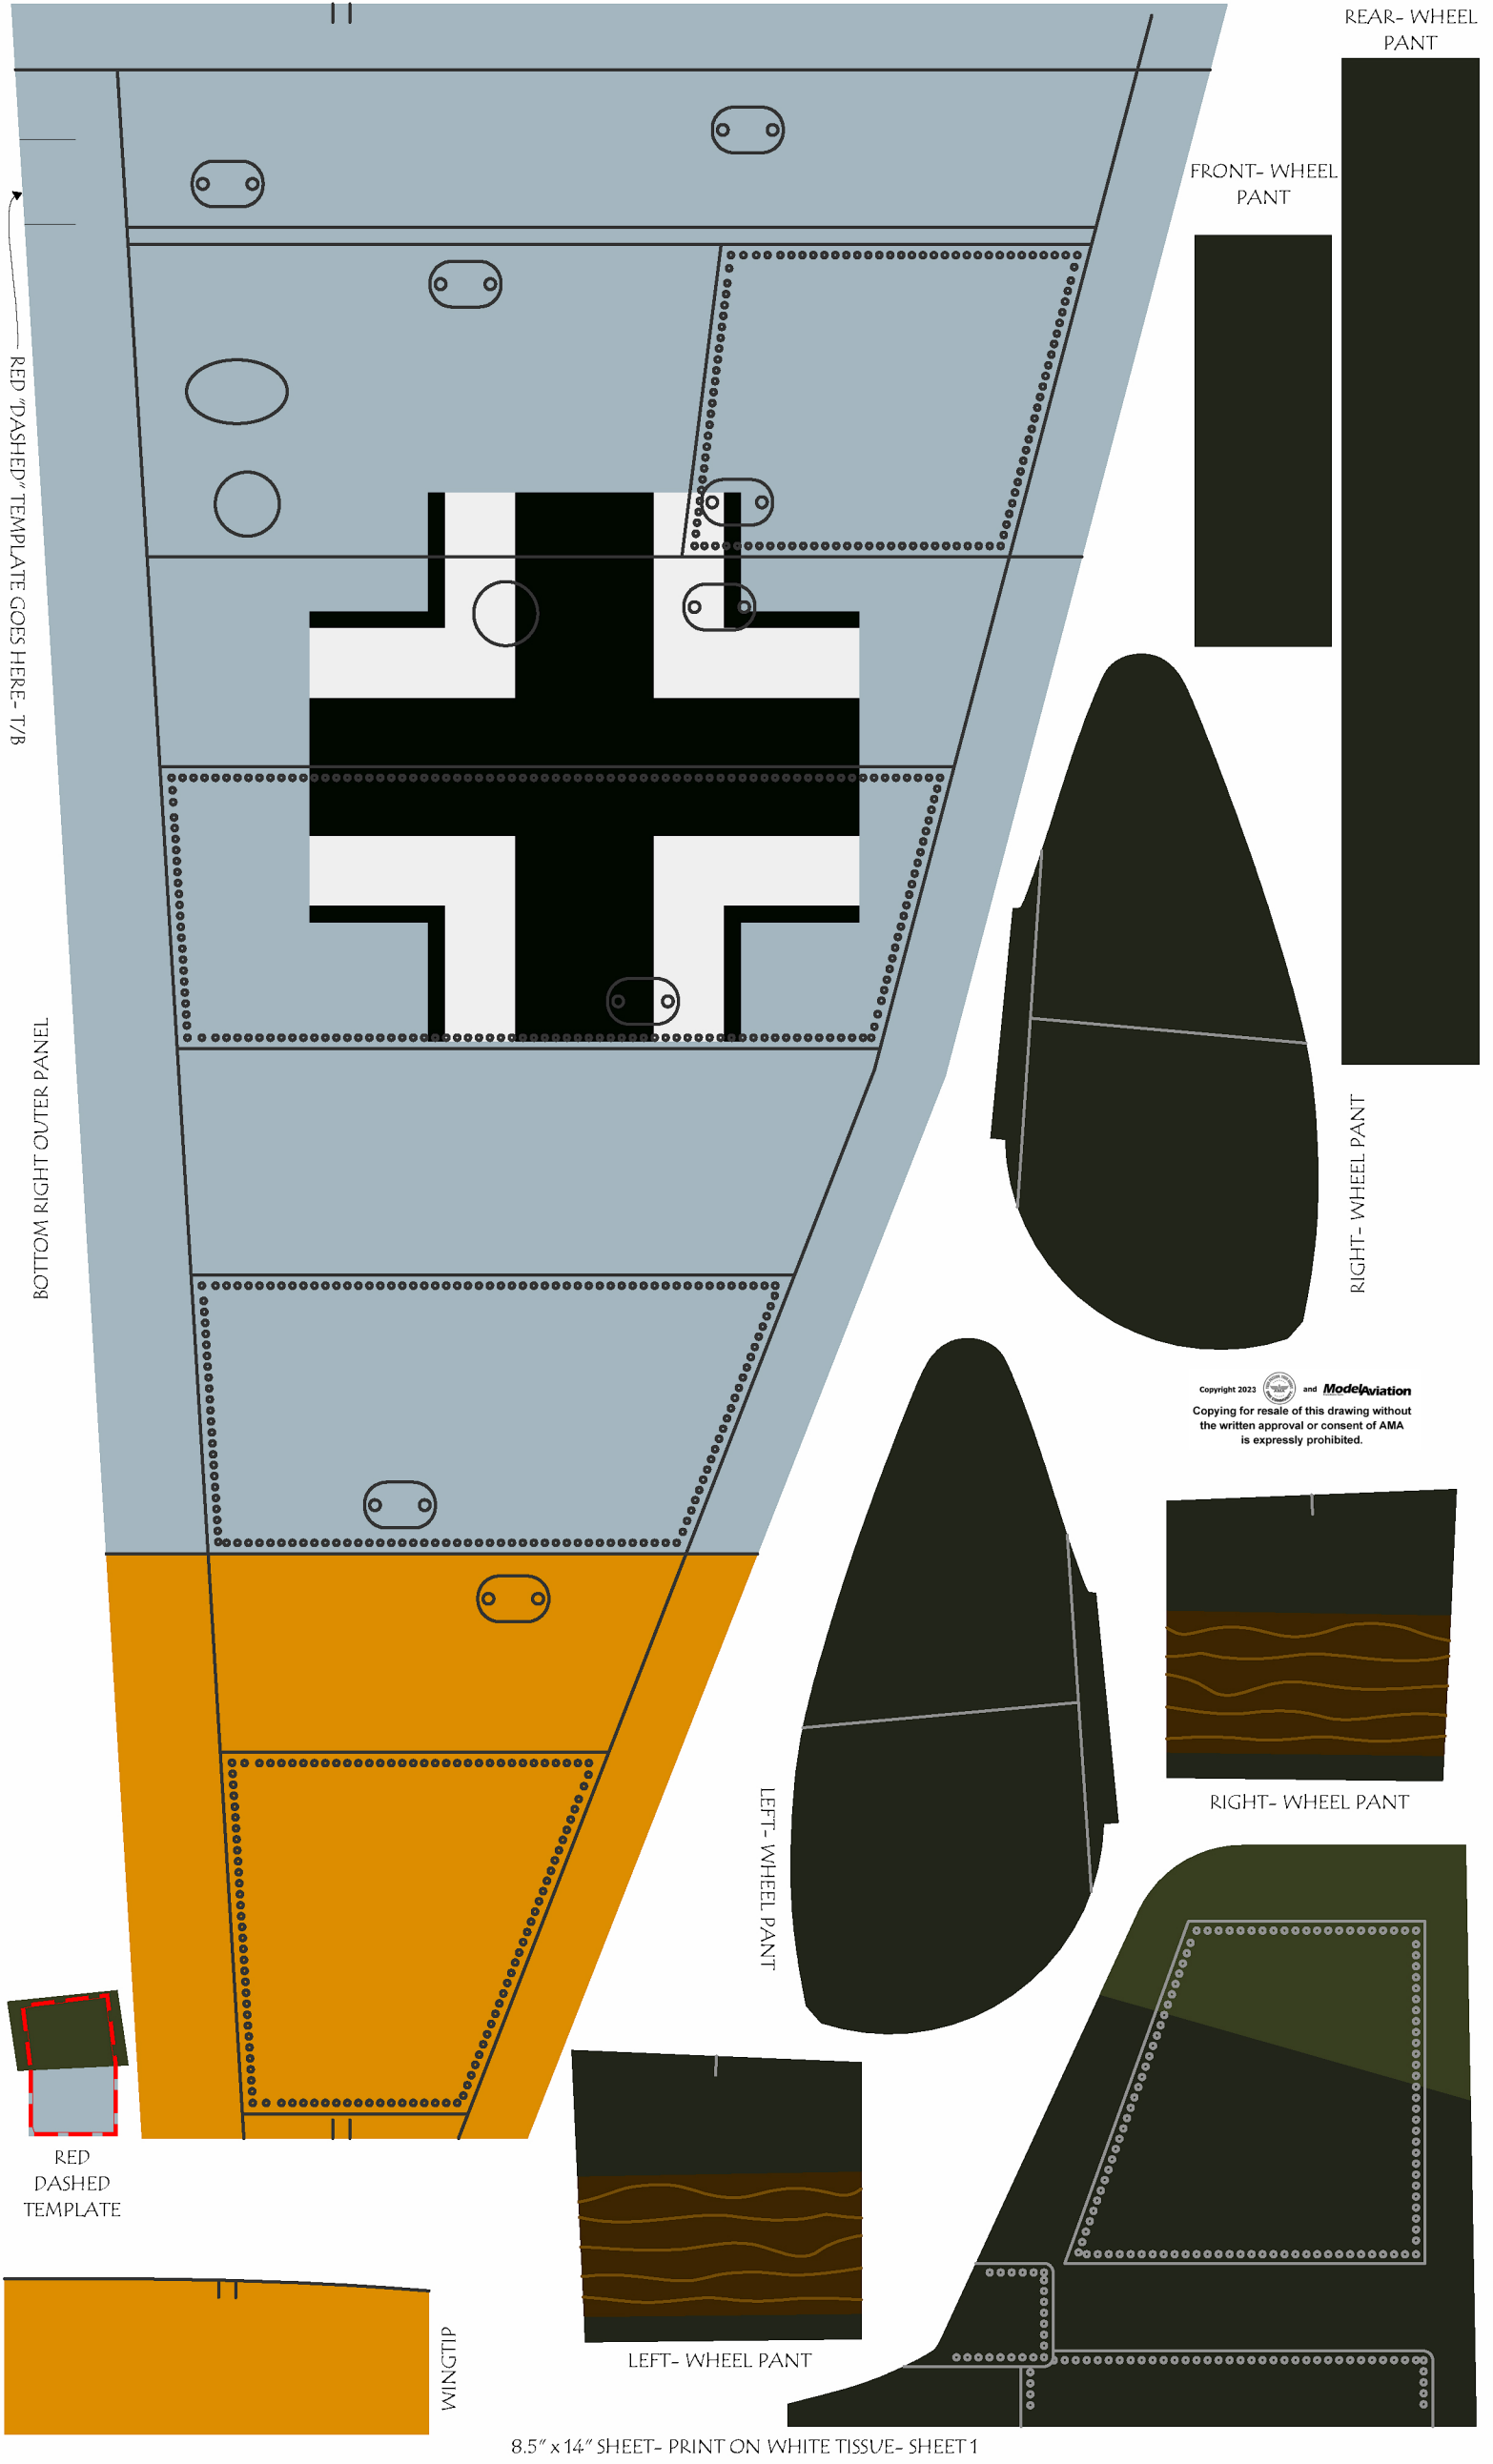 REAR- WHEEL
PANT
FRONT- WHEEL
PANT
RED "DASHED" TEMPLATE GOES HERE- T/B
BOTTOM RIGHT OUTER PANEL
RIGHT- WHEEL PANT
Copyright 2023 and ModelAviation
Copying for resale of this drawing without
the written approval or consent of AMA
is expressly prohibited.
RIGHT- WHEEL PANT
LEFT- WHEEL PANT
RED
DASHED
TEMPLATE
WINGTIP
LEFT- WHEEL PANT
8.5" x 14" SHEET- PRINT ON WHITE TISSUE- SHEET 1